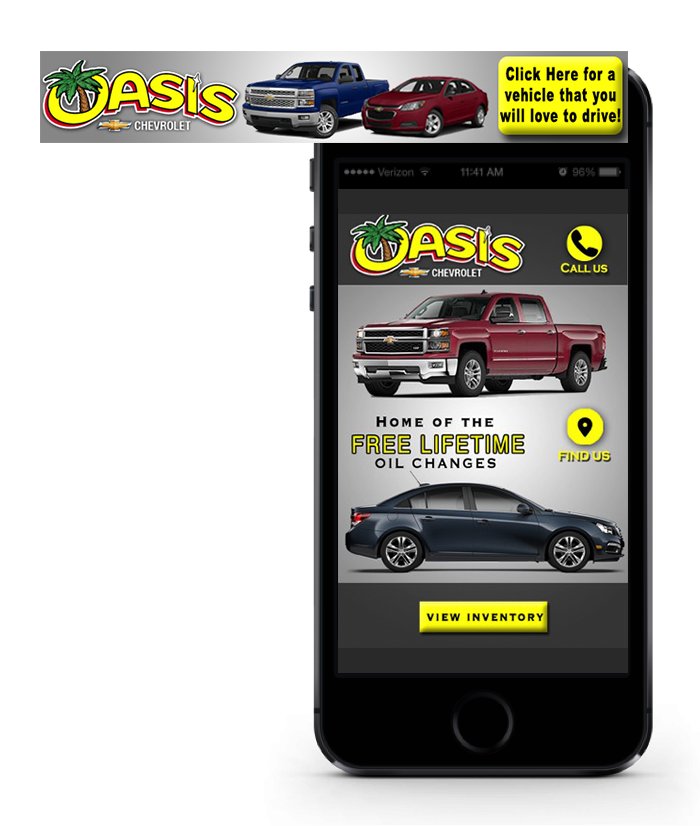 OASIS
CHEVROLET
Click Here for a
vehicle that you
will love to drive!
Verizon
11:41 AM
96%
OASIS
CHEVROLET
CALL US
HOME OF THE
FREE LIFETIME
OIL CHANGES
FIND US
VIEW INVENTORY